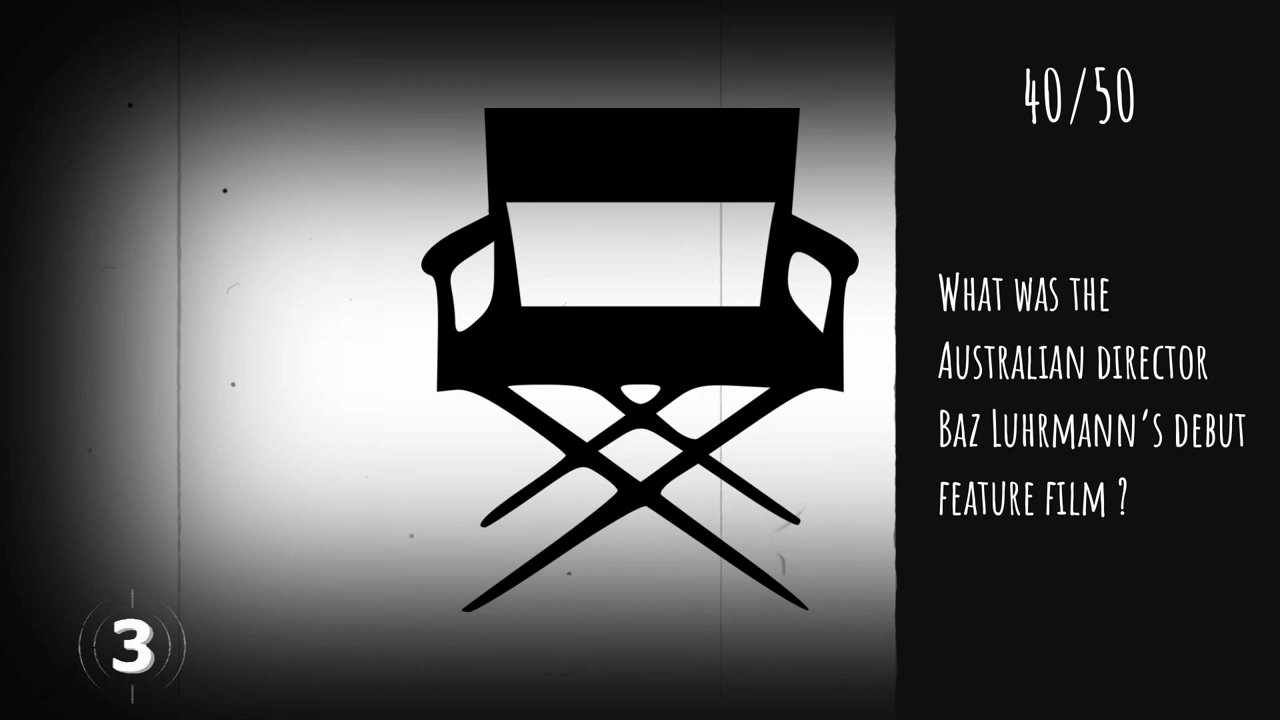 40/50
What was the
Australian director
Baz Luhrmann's debut
feature film ?
3